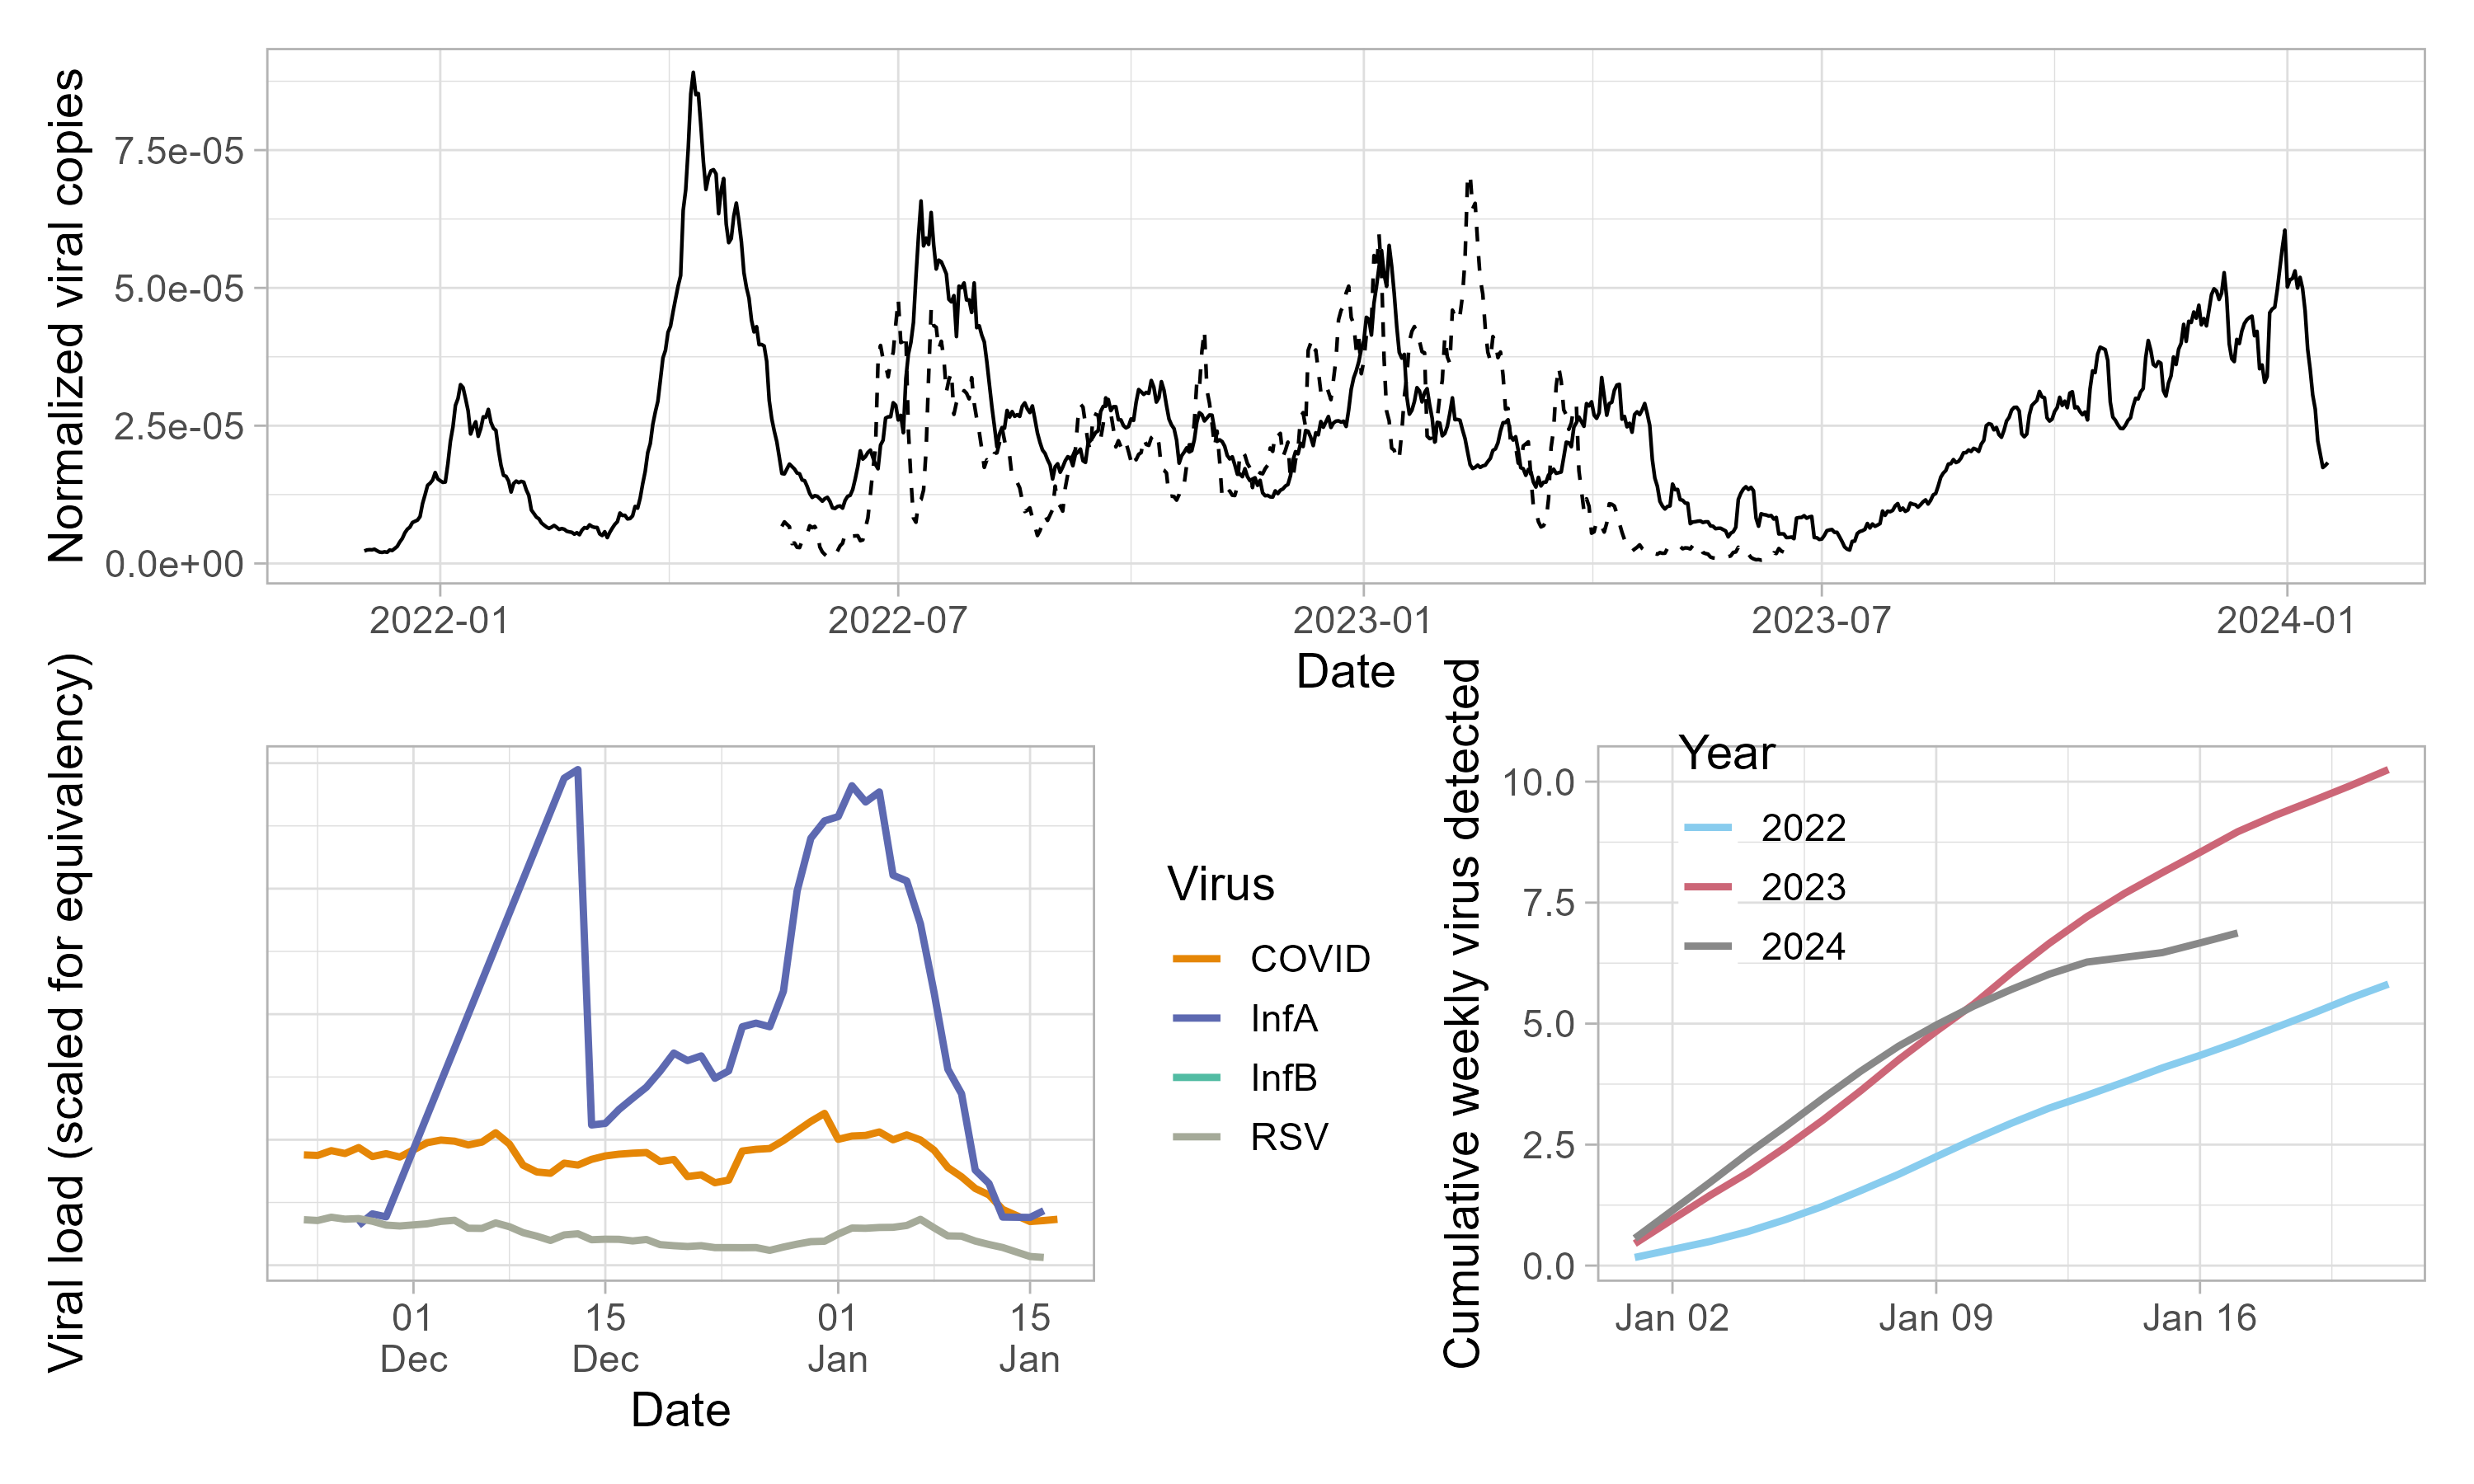 Normalized viral copies
7.5e-05
5.0e-05
2.5e-05
0.0e+00
2022-01
2022-07
2023-01
2023-07
2024-01
Date
Viral load (scaled for equivalency)
01
Dec
15
Dec
01
Jan
15
Jan
Date
Virus
COVID
InfA
InfB
RSV
Cumulative weekly virus detected
10.0
7.5
5.0
2.5
0.0
Year
2022
2023
2024
Jan 02
Jan 09
Jan 16